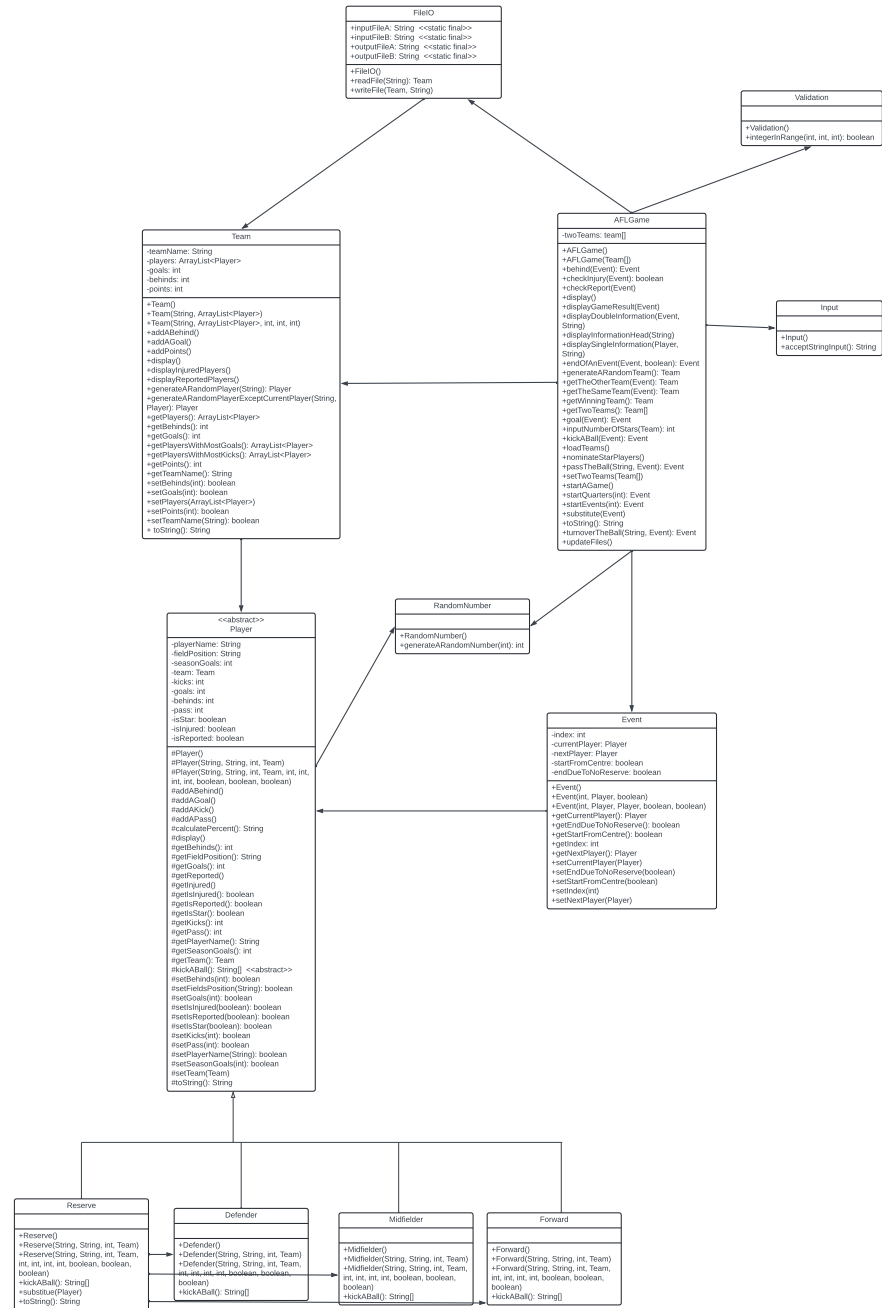 FileIO
+inputFileA: String <<static final>>
+inputFileB: String <<static final>>
+outputFileA: String <<static final>>
+outputFileB: String <<static final>>
+FileIO()
+readFile(String): Team
+writeFile(Team, String)
Validation
+Validation()
+integerInRange(int, int, int): boolean
Team
-teamName: String
-players: ArrayList<Player>
-goals: int
-behinds: int
-points: int
+Team()
+Team(String, ArrayList<Player>)
+Team(String, ArrayList<Player>, int, int, int)
+addABehind()
+addAGoal()
+addPoints()
+display()
+displayInjuredPlayers()
+displayReportedPlayers()
+generateARandomPlayer(String): Player
+generateARandomPlayerExceptCurrentPlayer(String,
Player): Player
+getPlayers(): ArrayList<Player>
+getBehinds(): int
+getGoals(): int
+getPlayersWithMostGoals(): ArrayList<Player>
+getPlayersWithMostKicks(): ArrayList<Player>
+getPoints(): int
+getTeamName(): String
+setBehinds(int): boolean
+setGoals(int): boolean
+setPlayers(ArrayList<Player>)
+setPoints(int): boolean
+setTeamName(String): boolean
+ toString(): String
AFLGame
-twoTeams: team[]
+AFLGame()
+AFLGame(Team[])
+behind(Event): Event
+checkInjury(Event): boolean
+checkReport(Event)
+display()
+displayGameResult(Event)
+displayDoubleInformation(Event,
String)
+displayInformationHead(String)
+displaySingleInformation(Player,
String)
+endOfAnEvent(Event, boolean): Event
+generateARandomTeam(): Team
+getTheOtherTeam(Event): Team
+getTheSameTeam(Event): Team
+getWinningTeam(): Team
+getTwoTeams(): Team[]
+goal(Event): Event
+inputNumberOfStars(Team): int
+kickABall(Event): Event
+loadTeams()
+nominateStarPlayers()
+passTheBall(String, Event): Event
+setTwoTeams(Team[])
+startAGame()
+startQuarters(int): Event
+startEvents(int): Event
+substitute(Event)
+toString(): String
+turnoverTheBall(String, Event): Event
+updateFiles()
Input
+Input()
+acceptStringInput(): String
RandomNumber
+RandomNumber()
+generateARandomNumber(int): int
<<abstract>>
Player
-playerName: String
-fieldPosition: String
-seasonGoals: int
-team: Team
-kicks: int
-goals: int
-behinds: int
-pass: int
-isStar: boolean
-isInjured: boolean
-isReported: boolean
#Player()
#Player(String, String, int, Team)
#Player(String, String, int, Team, int, int,
int, int, boolean, boolean, boolean)
#addABehind()
#addAGoal()
#addAKick()
#addAPass()
#calculatePercent(): String
#display()
#getBehinds(): int
#getFieldPosition(): String
#getGoals(): int
#getReported()
#getInjured()
#getIsInjured(): boolean
#getIsReported(): boolean
#getIsStar(): boolean
#getKicks(): int
#getPass(): int
#getPlayerName(): String
#getSeasonGoals(): int
#getTeam(): Team
#kickABall(): String[] <<abstract>>
#setBehinds(int): boolean
#setFieldsPosition(String): boolean
#setGoals(int): boolean
#setIsInjured(boolean): boolean
#setIsReported(boolean): boolean
#setIsStar(boolean): boolean
#setKicks(int): boolean
#setPass(int): boolean
#setPlayerName(String): boolean
#setSeasonGoals(int): boolean
#setTeam(Team)
#toString(): String
Event
-index: int
-currentPlayer: Player
-nextPlayer: Player
-startFromCentre: boolean
-endDueToNoReserve: boolean
+Event()
+Event(int, Player, boolean)
+Event(int, Player, Player, boolean, boolean)
+getCurrentPlayer(): Player
+getEndDueToNoReserve(): boolean
+getStartFromCentre(): boolean
+getIndex: int
+getNextPlayer(): Player
+setCurrentPlayer(Player)
+setEndDueToNoReserve(boolean)
+setStartFromCentre(boolean)
+setIndex(int)
+setNextPlayer(Player)
Reserve
+Reserve()
+Reserve(String, String, int, Team)
+Reserve(String, String, int, Team,
int, int, int, int, boolean, boolean,
boolean)
+kickABall(): String[]
+substitue(Player)
+toString(): String
Defender
+Defender()
+Defender(String, String, int, Team)
+Defender(String, String, int, Team,
int, int, int, int, boolean, boolean,
boolean)
+kickABall(): String[]
Midfielder
+Midfielder()
+Midfielder(String, String, int, Team)
+Midfielder(String, String, int, Team,
int, int, int, int, boolean, boolean,
boolean)
+kickABall(): String[]
Forward
+Forward()
+Forward(String, String, int, Team)
+Forward(String, String, int, Team,
int, int, int, int, boolean, boolean,
boolean)
+kickABall(): String[]